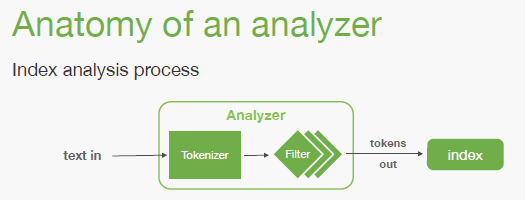 Anatomy of an analyzer
Index analysis process
Analyzer
text in
Tokenizer
Filter
tokens
out
index